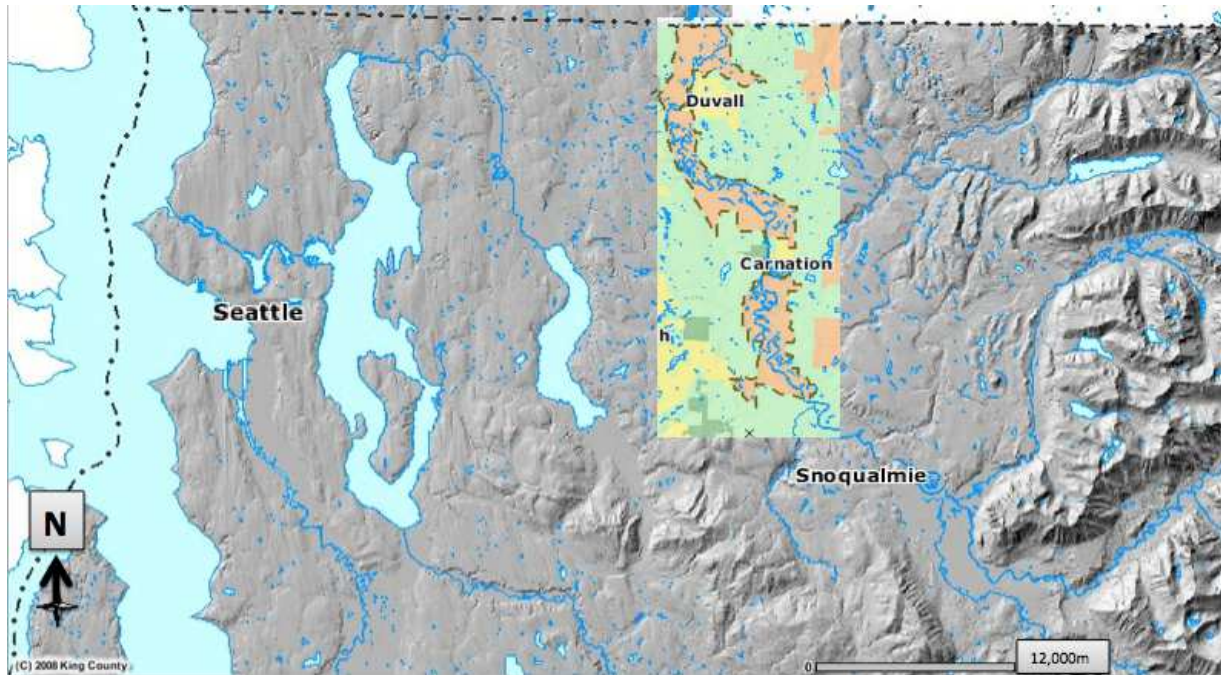 Duvall
Carnation
Seattle
h
Snoqualmie
N
(C) 2008 King County
0
12,000m